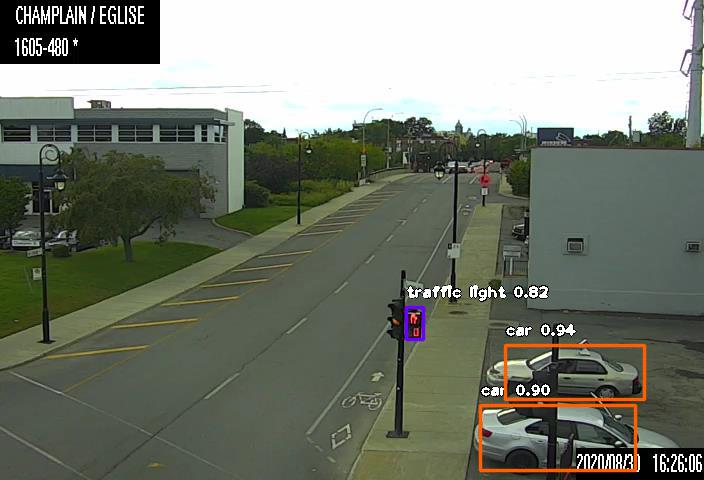 CHAMPLAIN / EGLISE
1605-480 *
traffic light 0.82
car 0.94
car 0.90
2020/08/30 16:26:06